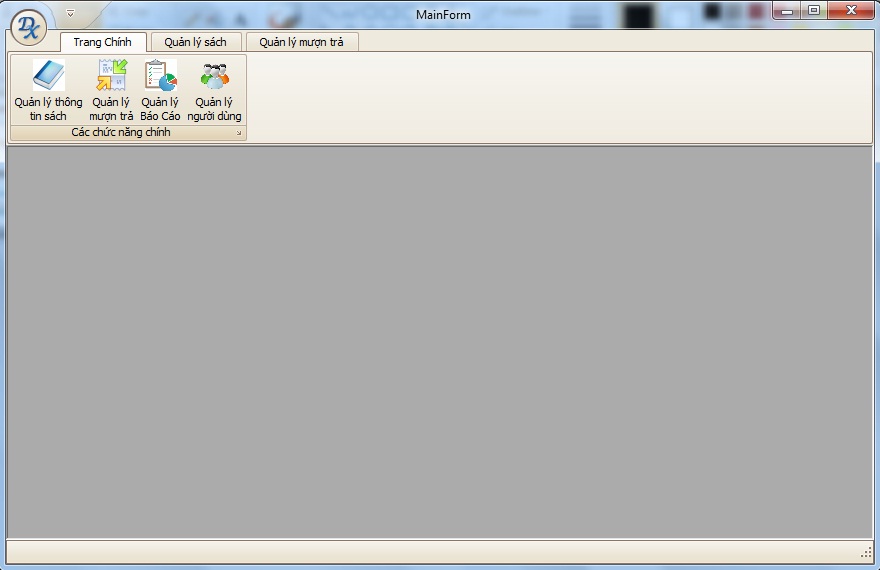 MainForm
DX
Trang Chính
Quản lý sách
Quản lý mượn trả
Quản lý thông
tin sách
Quản lý
mượn trả
Quản lý
Báo Cáo
Quản lý
người dùng
Các chức năng chính